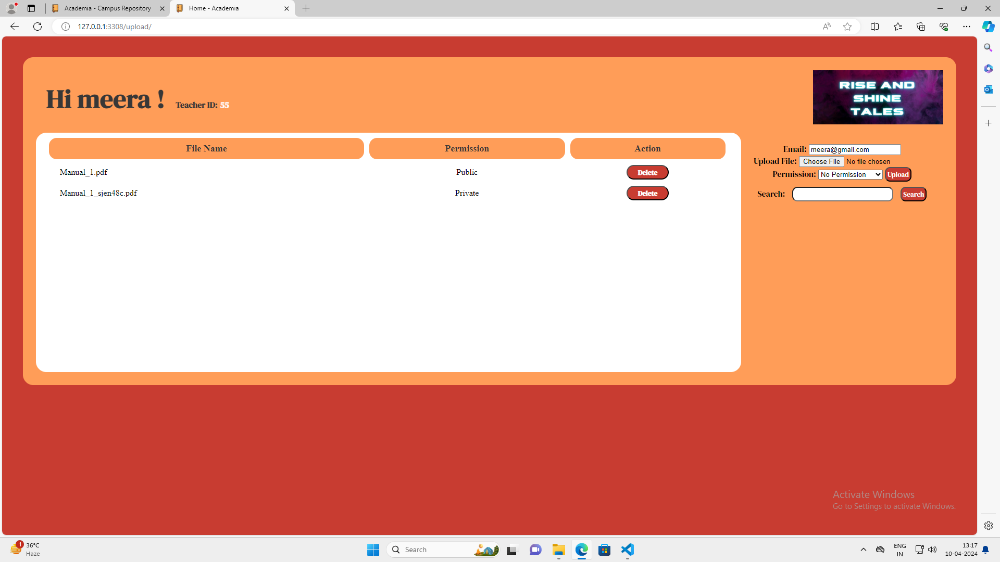 Academia - Campus Repository
Home - Academia
127.0.0.1:3308/upload/
RISE AND
SHINE
TALES
Hi meera ! Teacher ID: 55
File Name Permission Action
Manual_1.pdf Public Delete
Manual_1_sjen48c.pdf Private Delete
Email: meera@gmail.com
Upload File: Choose File No file chosen
Permission: No Permission Upload
Search: Search
Activate Windows
Go to Settings to activate Windows.
1 36°C
Haze
Search
ENG
IN
13:17
10-04-2024